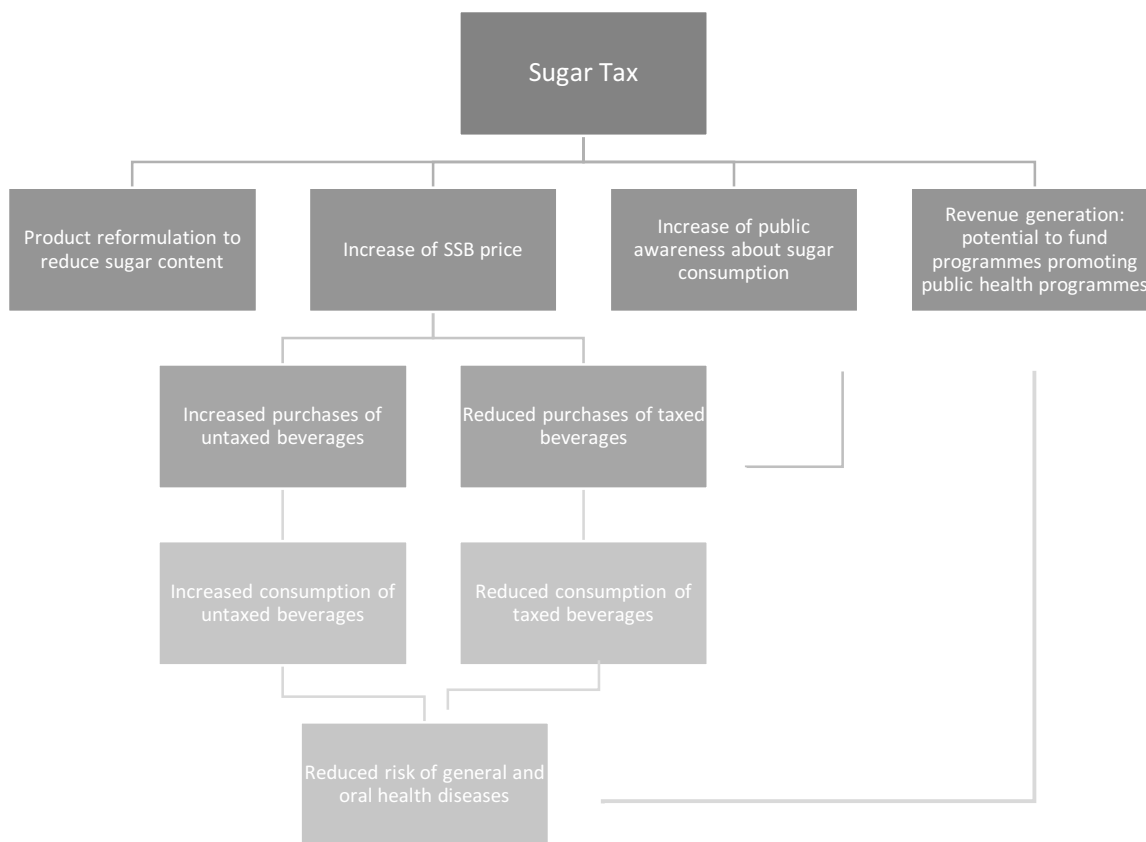 Sugar Tax
Product reformulation to
reduce sugar content
Increase of SSB price
Increase of public
awareness about sugar
consumption
Revenue generation:
potential to fund
programmes promoting
public health programmes
Increased purchases of
untaxed beverages
Reduced purchases of taxed
beverages
Increased consumption of
untaxed beverages
Reduced consumption of
taxed beverages
Reduced risk of general and
oral health diseases